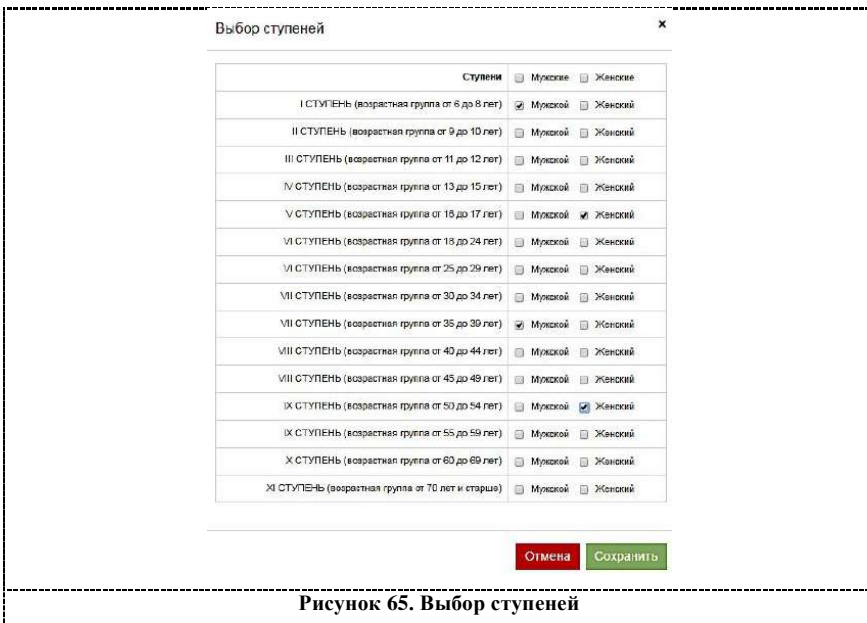 Выбор ступеней x
Ступени Мужские Женские
I СТУПЕНЬ (возрастная группа от 6 до 8 лет) Мужской Женский
II СТУПЕНЬ (возрастная группа от 9 до 10 лет) Мужской Женский
III СТУПЕНЬ (возрастная группа от 11 до 12 лет) Мужской Женский
IV СТУПЕНЬ (возрастная группа от 13 до 15 лет) Мужской Женский
V СТУПЕНЬ (возрастная группа от 16 до 17 лет) Мужской Женский
VI СТУПЕНЬ (возрастная группа от 18 до 24 лет) Мужской Женский
VI СТУПЕНЬ (возрастная группа от 25 до 29 лет) Мужской Женский
VII СТУПЕНЬ (возрастная группа от 30 до 34 лет) Мужской Женский
VII СТУПЕНЬ (возрастная группа от 35 до 39 лет) Мужской Женский
VIII СТУПЕНЬ (возрастная группа от 40 до 44 лет) Мужской Женский
VIII СТУПЕНЬ (возрастная группа от 45 до 49 лет) Мужской Женский
IX СТУПЕНЬ (возрастная группа от 50 до 54 лет) Мужской Женский
IX СТУПЕНЬ (возрастная группа от 55 до 59 лет) Мужской Женский
X СТУПЕНЬ (возрастная группа от 60 до 69 лет) Мужской Женский
XI СТУПЕНЬ (возрастная группа от 70 лет и старше) Мужской Женский
Отмена Сохранить
Рисунок 65. Выбор ступеней